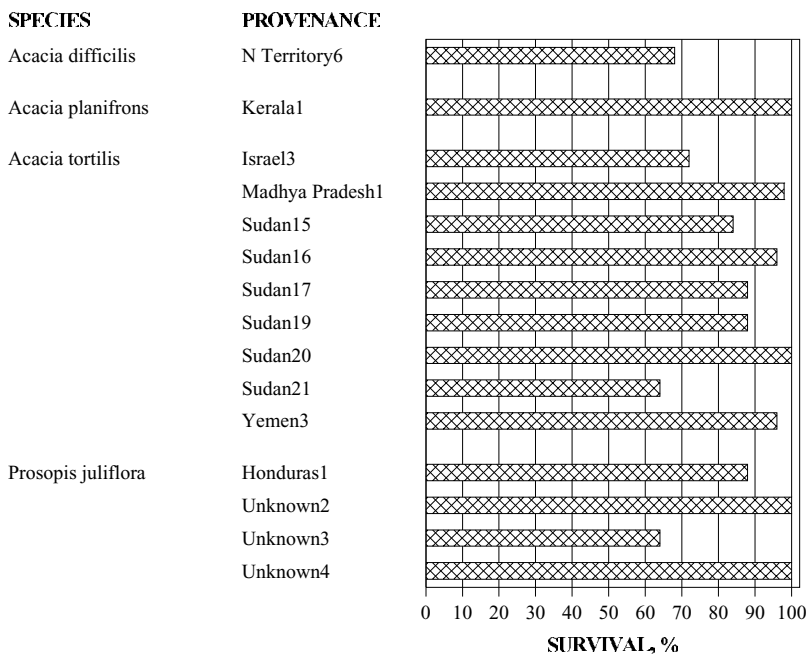 SPECIES PROVENANCE
Acacia difficilis N Territory6
Acacia planifrons Kerala1
Acacia tortilis Israel3
Madhya Pradesh1
Sudan15
Sudan16
Sudan17
Sudan19
Sudan20
Sudan21
Yemen3
Prosopis juliflora Honduras1
Unknown2
Unknown3
Unknown4
0 10 20 30 40 50 60 70 80 90 100
SURVIVAL, %